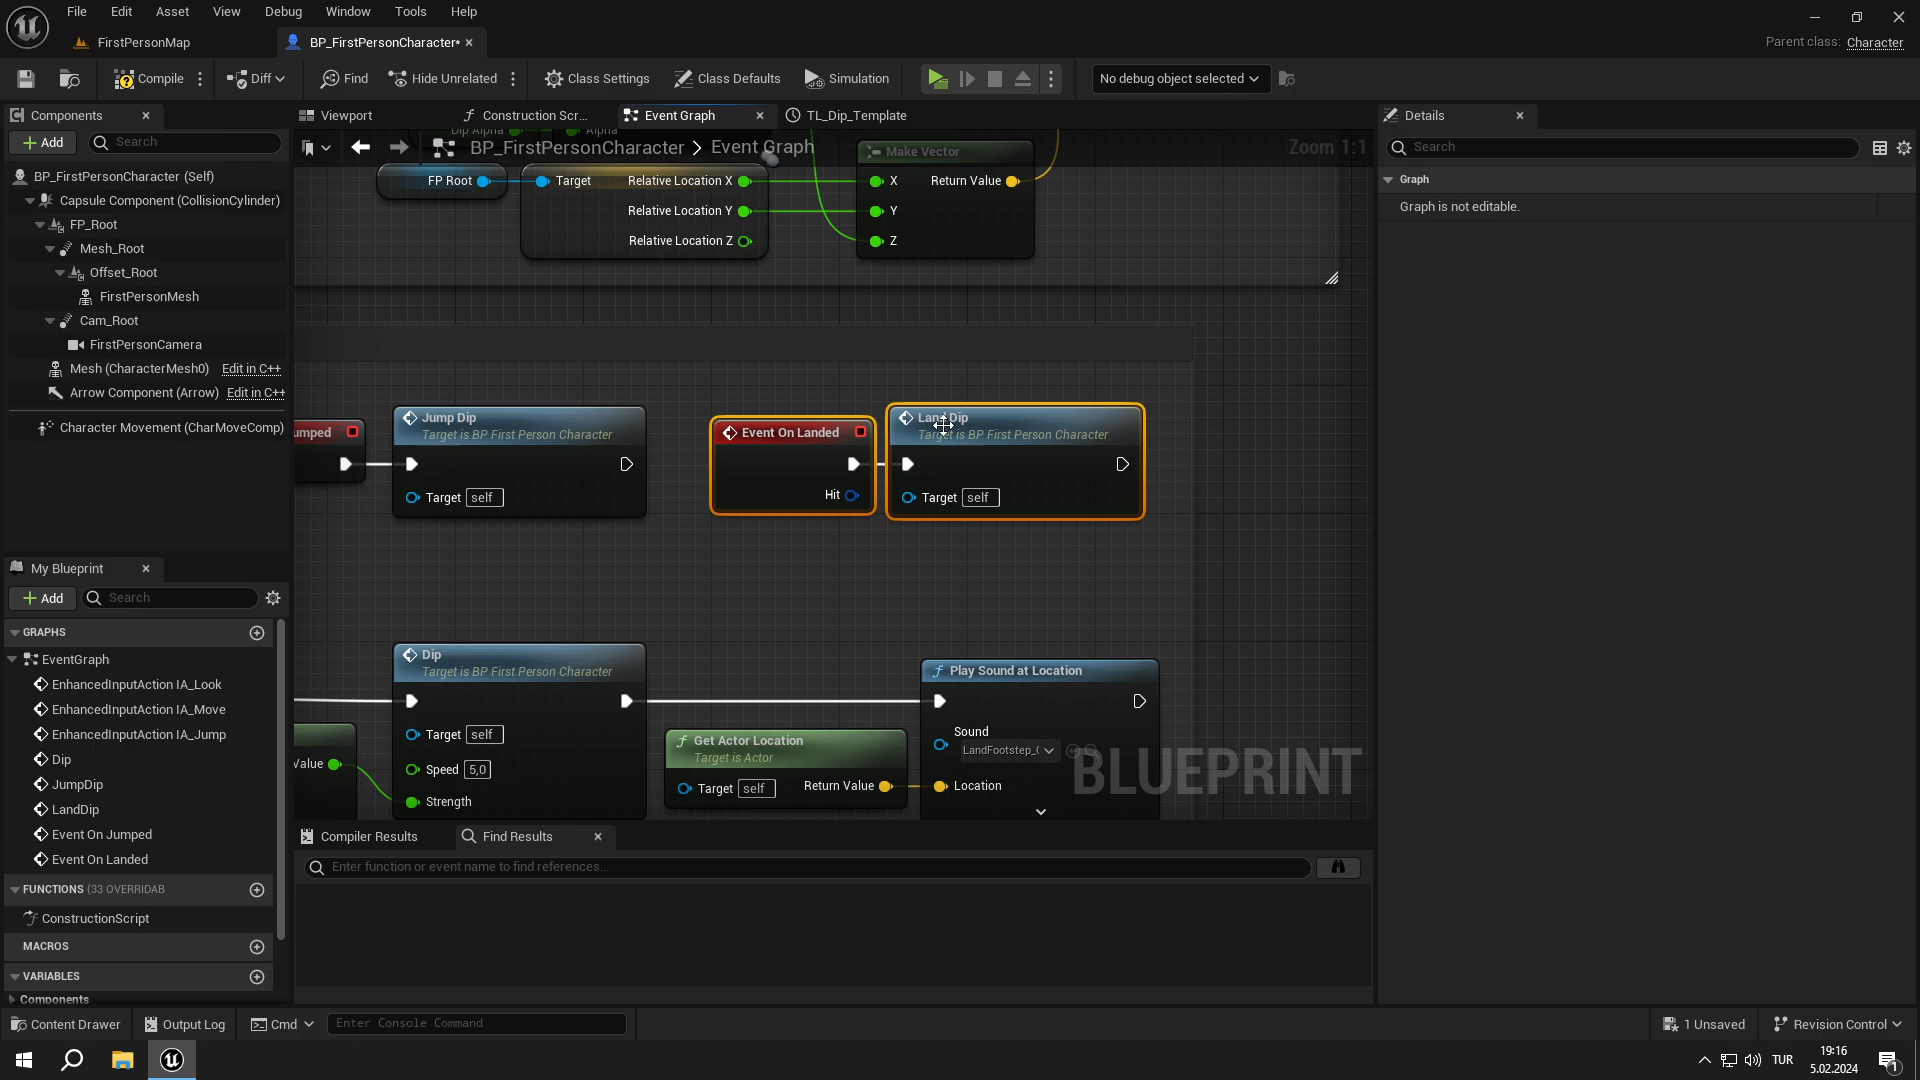 File Edit Asset View Debug Window Tools Help
FirstPersonMap
BP_FirstPersonCharacter*
Parent class: Character
Compile
Diff
Find
Hide Unrelated
Class Settings
Class Defaults
Simulation
No debug object selected
Components
Add
Search
BP_FirstPersonCharacter (Self)
Capsule Component (CollisionCylinder)
FP_Root
Mesh_Root
Offset_Root
FirstPersonMesh
Cam_Root
FirstPersonCamera
Mesh (CharacterMesh0) Edit in C++
Arrow Component (Arrow) Edit in C++
Character Movement (CharMoveComp)
My Blueprint
Add
Search
GRAPHS
EventGraph
EnhancedInputAction IA_Look
EnhancedInputAction IA_Move
EnhancedInputAction IA_Jump
Dip
JumpDip
LandDip
Event On Jumped
Event On Landed
FUNCTIONS (33 OVERRIDAB
ConstructionScript
MACROS
VARIABLES
Components
Viewport
Construction Scr...
Event Graph
TL_Dip_Template
Dip Alpha
Alpha
BP_FirstPersonCharacter > Event Graph
Zoom 1:1
FP Root
Target
Relative Location X
Relative Location Y
Relative Location Z
Make Vector
X
Return Value
Y
Z
umped
Jump Dip
Target is BP First Person Character
Target self
Event On Landed
Hit
Land Dip
Target is BP First Person Character
Target self
alue
Dip
Target is BP First Person Character
Target self
Speed 5,0
Strength
Get Actor Location
Target is Actor
Target self
Return Value
Play Sound at Location
Sound
LandFootstep_(
Location
BLUEPRINT
Compiler Results
Find Results
Enter function or event name to find references...
Details
Search
Graph
Graph is not editable.
Content Drawer
Output Log
Cmd
Enter Console Command
1 Unsaved
Revision Control
TUR
19:16
5.02.2024
1